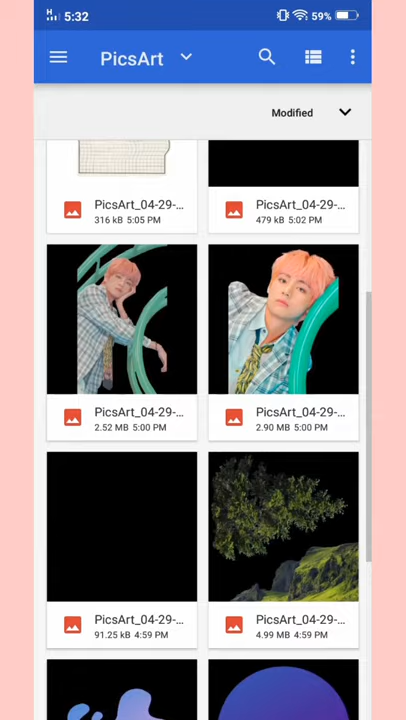 H 5:32 59%
PicsArt
Modified
PicsArt_04-29-... PicsArt_04-29-...
316 kB 5:05 PM 479 kB 5:02 PM
PicsArt_04-29-... PicsArt_04-29-...
2.52 MB 5:00 PM 2.90 MB 5:00 PM
PicsArt_04-29-... PicsArt_04-29-...
91.25 kB 4:59 PM 4.99 MB 4:59 PM